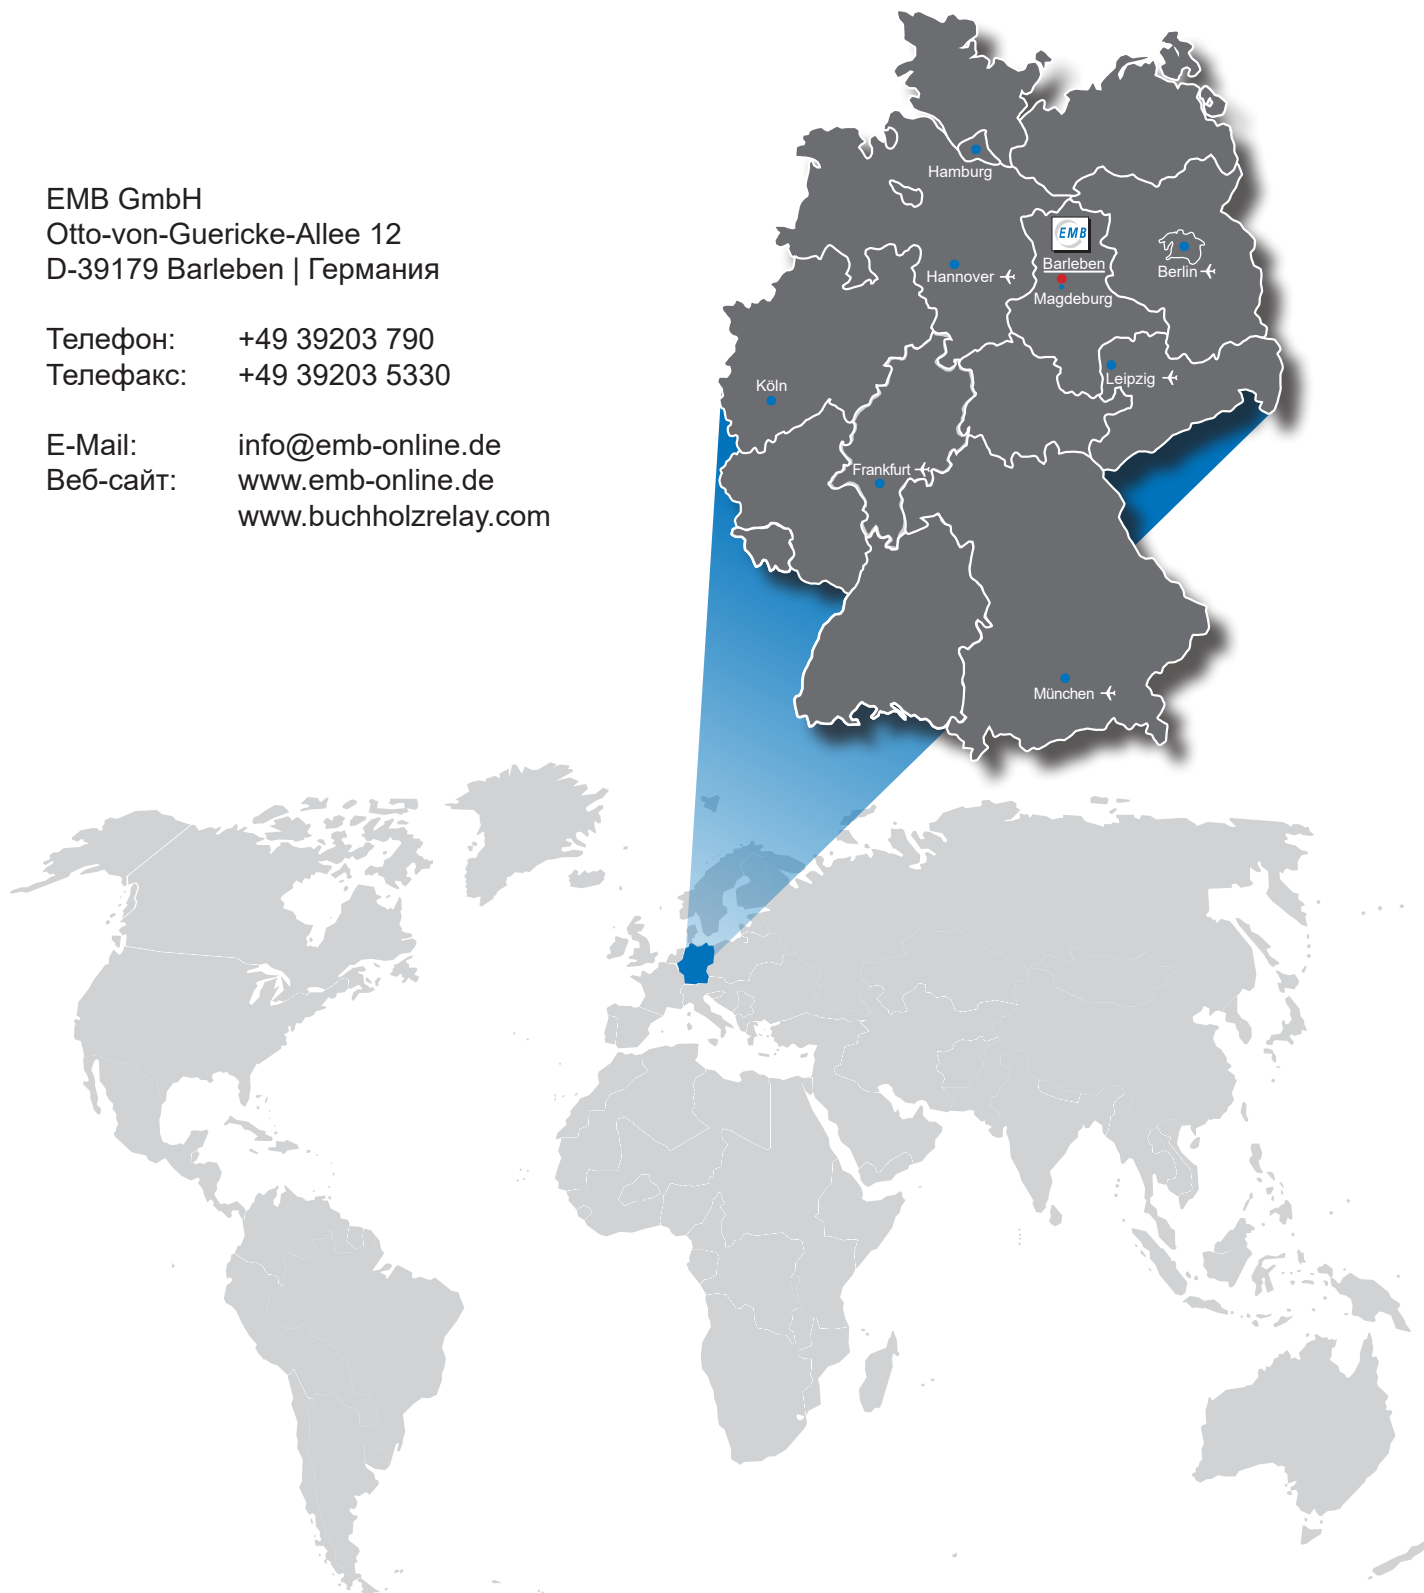 EMB GmbH
Otto-von-Guericke-Allee 12
D-39179 Barleben | Германия
Телефон: +49 39203 790
Телефакс: +49 39203 5330
E-Mail: info@emb-online.de
Веб-сайт: www.emb-online.de
www.buchholzrelay.com
Hamburg
EMB
Barleben
Berlin
Hannover
Magdeburg
Leipzig
Köln
Frankfurt
München